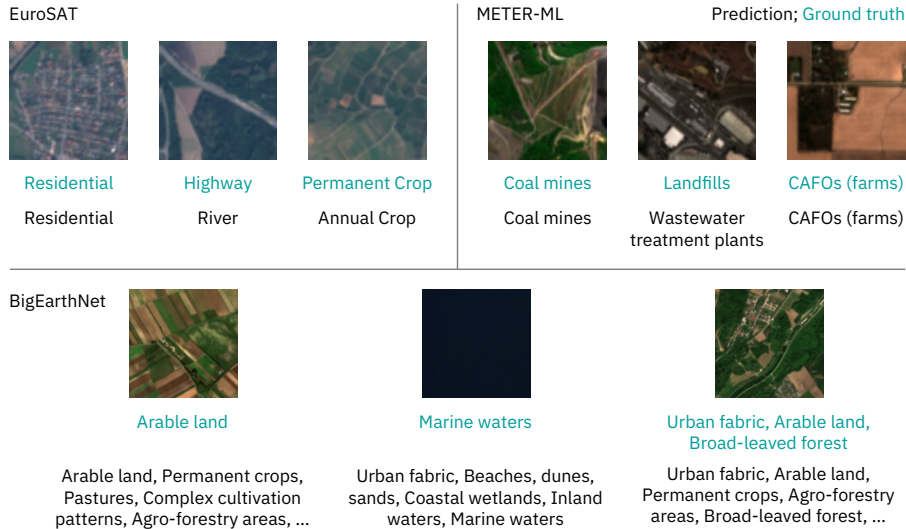 EuroSAT
METER-ML
Prediction; Ground truth
Residential
Highway
Permanent Crop
Coal mines
Landfills
CAFOs (farms)
Residential
River
Annual Crop
Coal mines
Wastewater
treatment plants
CAFOs (farms)
BigEarthNet
Arable land
Marine waters
Urban fabric, Arable land,
Broad-leaved forest
Arable land, Permanent crops,
Pastures, Complex cultivation
patterns, Agro-forestry areas, ...
Urban fabric, Beaches, dunes,
sands, Coastal wetlands, Inland
waters, Marine waters
Urban fabric, Arable land,
Permanent crops, Agro-forestry
areas, Broad-leaved forest, ...